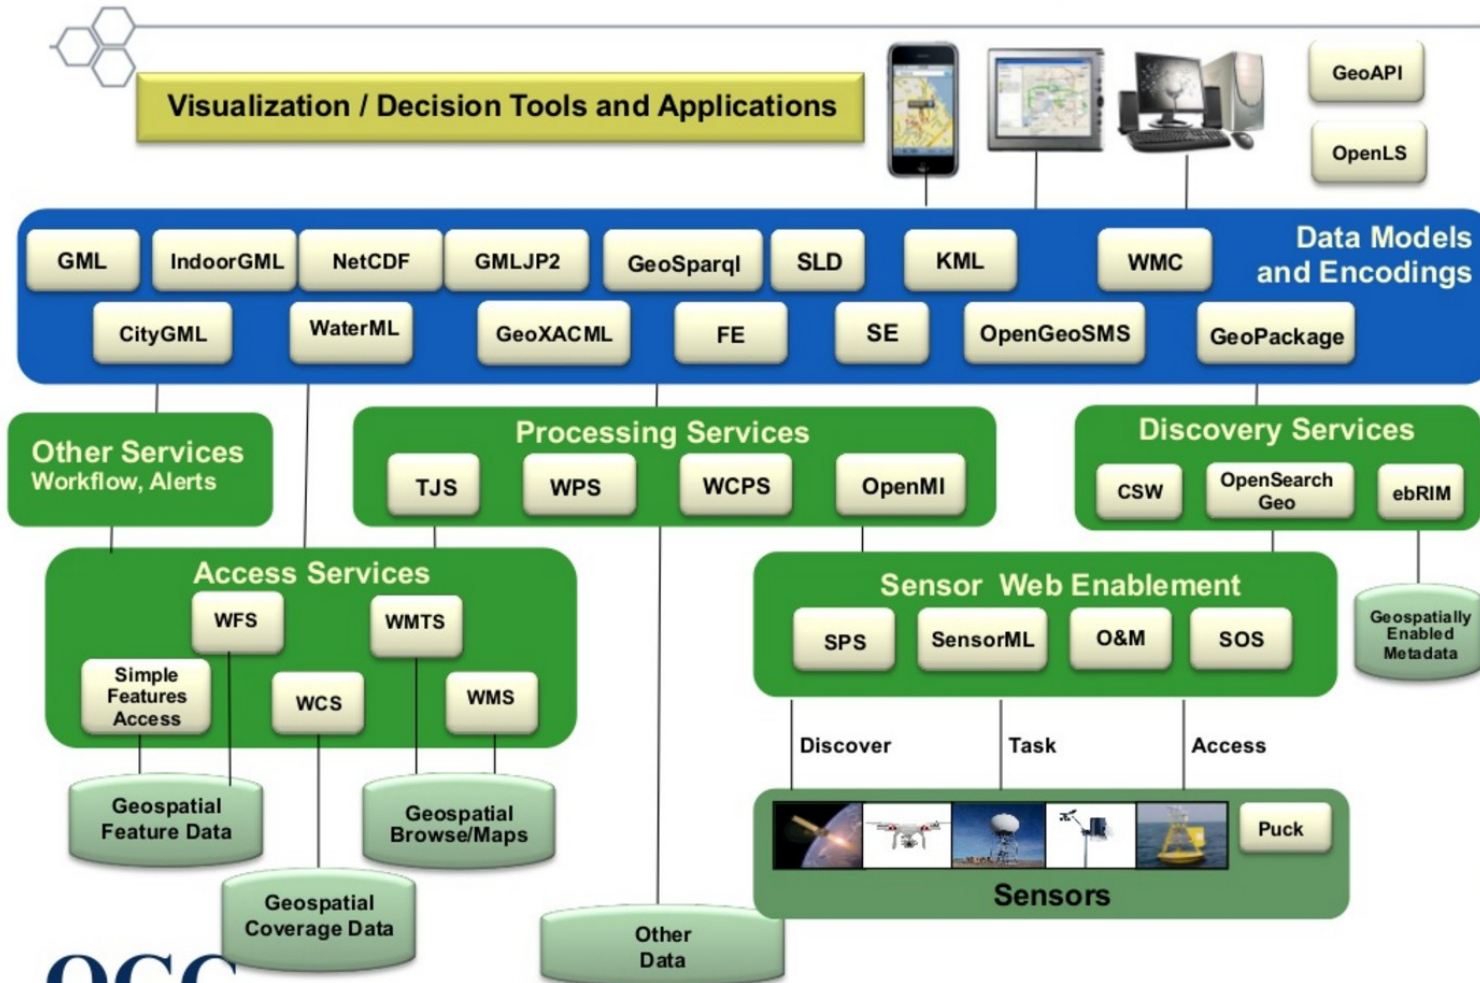 Visualization / Decision Tools and Applications
GeoAPI
OpenLS
Data Models
and Encodings
GML
IndoorGML
NetCDF
GMLJP2
GeoSparql
SLD
KML
WMC
CityGML
WaterML
GeoXACML
FE
SE
OpenGeoSMS
GeoPackage
Other Services
Workflow, Alerts
Processing Services
TJS
WPS
WCPS
OpenMI
Discovery Services
CSW
OpenSearch
Geo
ebRIM
Access Services
WFS
WMTS
Simple
Features
Access
WCS
WMS
Sensor Web Enablement
SPS
SensorML
O&M
SOS
Geospatially
Enabled
Metadata
Discover
Task
Access
Geospatial
Feature Data
Geospatial
Browse/Maps
Geospatial
Coverage Data
Other
Data
Puck
Sensors